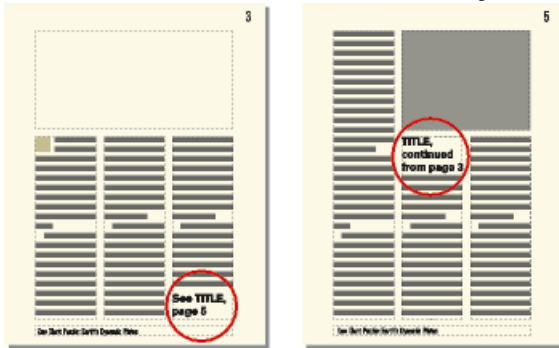 3
See TITLE,
page 5
5
TITLE,
continued
from page 3